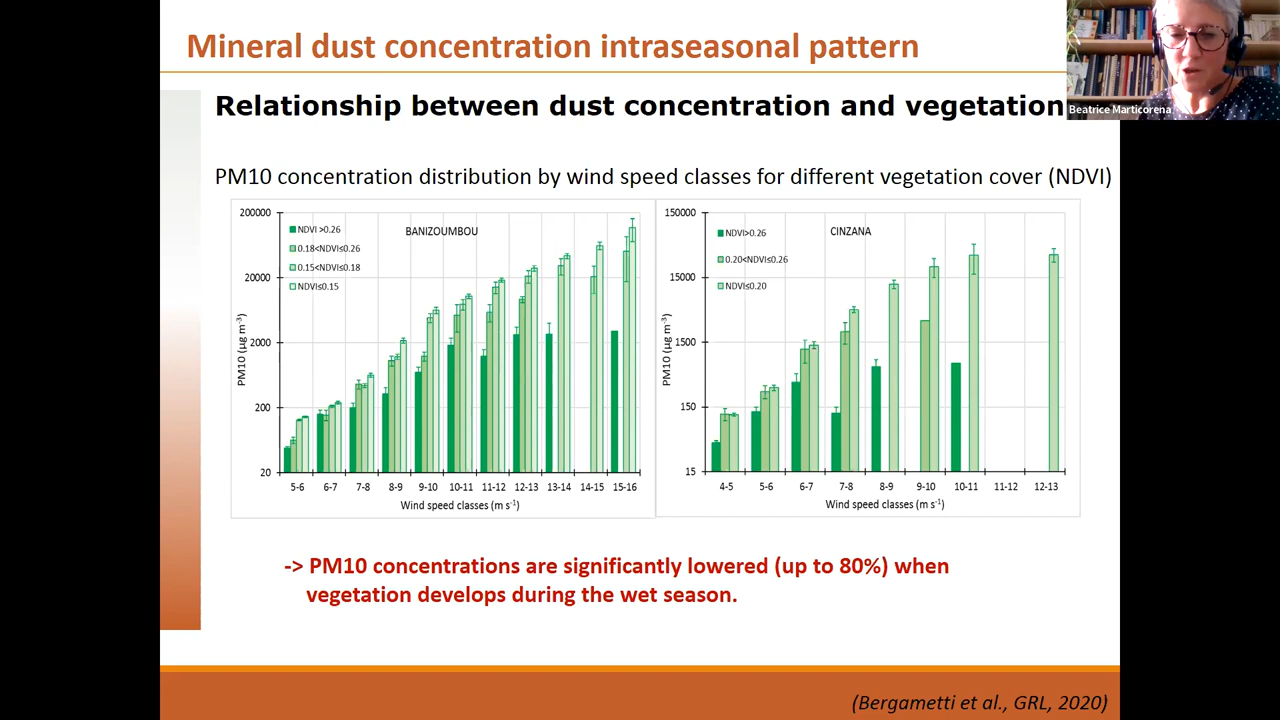 Mineral dust concentration intraseasonal pattern
Beatrice Marticorena
Relationship between dust concentration and vegetation
PM10 concentration distribution by wind speed classes for different vegetation cover (NDVI)
BANIZOUMBOU
NDVI >0.26
0.18<NDVI≤0.26
0.15<NDVI≤0.18
NDVI≤0.15
PM10 (µg m-3)
200000
20000
2000
200
20
5-6 6-7 7-8 8-9 9-10 10-11 11-12 12-13 13-14 14-15 15-16
Wind speed classes (m s-1)
CINZANA
NDVI>0.26
0.20<NDVI≤0.26
NDVI≤0.20
PM10 (µg m-3)
150000
15000
1500
150
15
4-5 5-6 6-7 7-8 8-9 9-10 10-11 11-12 12-13
Wind speed classes (m s-1)
-> PM10 concentrations are significantly lowered (up to 80%) when
vegetation develops during the wet season.
(Bergametti et al., GRL, 2020)